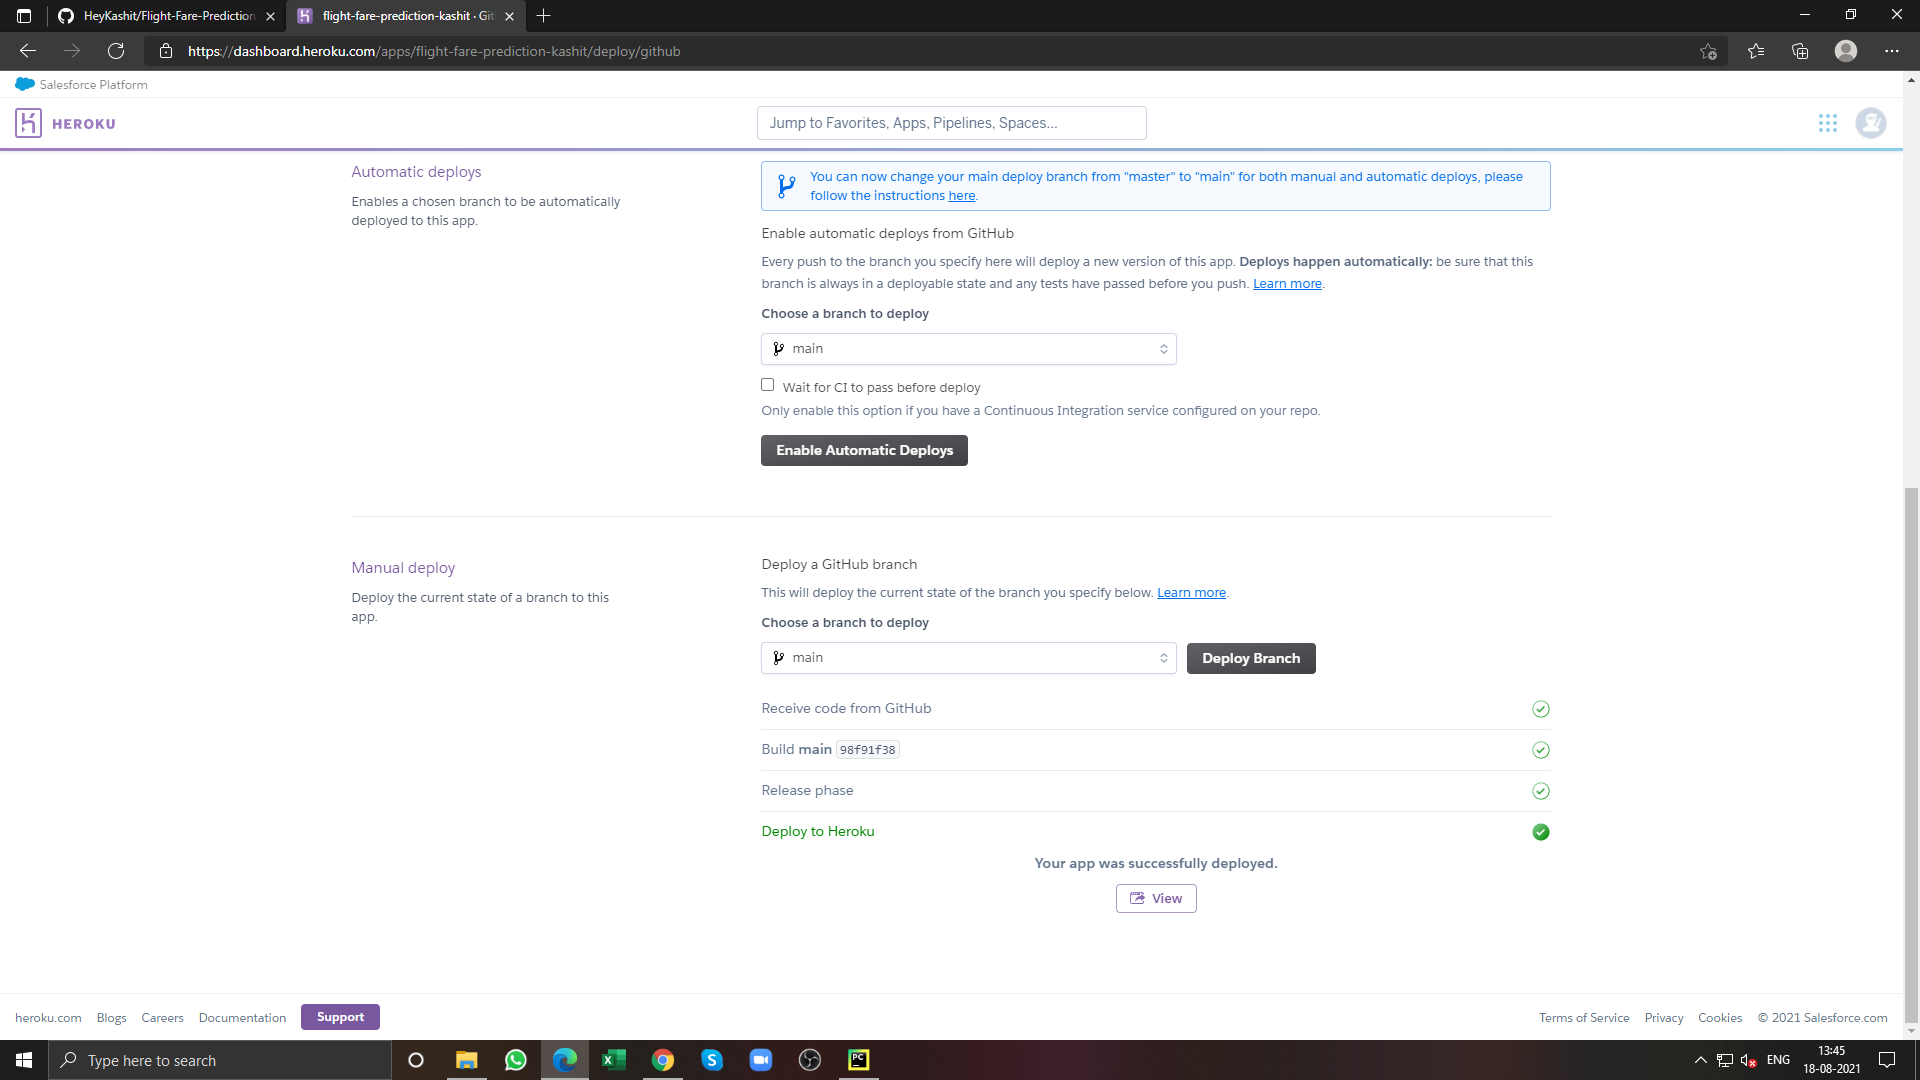 HeyKashit/Flight-Fare-Prediction
flight-fare-prediction-kashit · Git
https://dashboard.heroku.com/apps/flight-fare-prediction-kashit/deploy/github
Salesforce Platform
HEROKU
Jump to Favorites, Apps, Pipelines, Spaces...
Automatic deploys
Enables a chosen branch to be automatically
deployed to this app.
You can now change your main deploy branch from "master" to "main" for both manual and automatic deploys, please
follow the instructions here.
Enable automatic deploys from GitHub
Every push to the branch you specify here will deploy a new version of this app. Deploys happen automatically: be sure that this
branch is always in a deployable state and any tests have passed before you push. Learn more.
Choose a branch to deploy
main
Wait for CI to pass before deploy
Only enable this option if you have a Continuous Integration service configured on your repo.
Enable Automatic Deploys
Manual deploy
Deploy the current state of a branch to this
app.
Deploy a GitHub branch
This will deploy the current state of the branch you specify below. Learn more.
Choose a branch to deploy
main
Deploy Branch
Receive code from GitHub
Build main 98f91f38
Release phase
Deploy to Heroku
Your app was successfully deployed.
View
heroku.com Blogs Careers Documentation Support
Terms of Service Privacy Cookies © 2021 Salesforce.com
Type here to search
ENG
13:45
18-08-2021